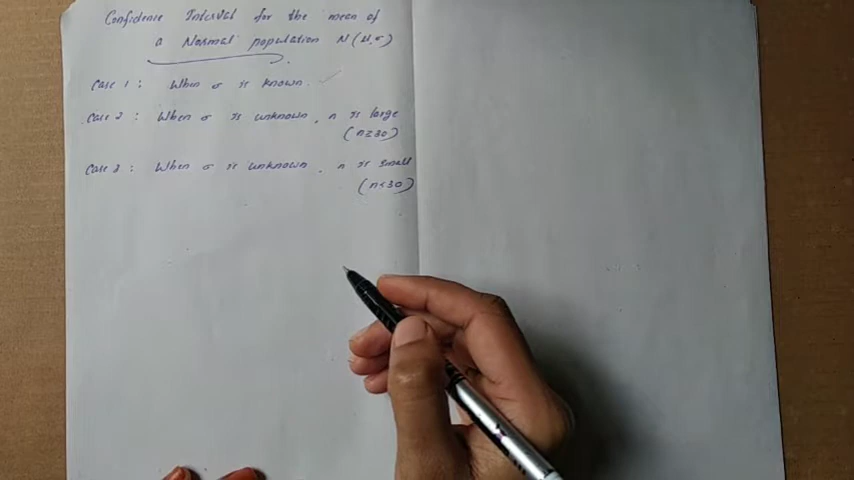 Confidence Interval for the mean of
a Normal population N(μ,σ)
Case 1 : When σ is known.
Case 2 : When σ is unknown, n is large
(n≥30)
Case 3 : When σ is unknown, n is small
(n<30)